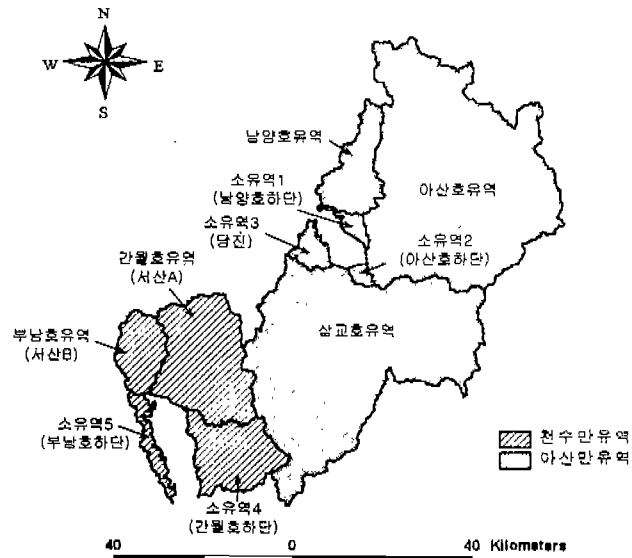 N
W E
S
남양호유역
소유역1
(남양호하단)
아산호유역
소유역3
(당진)
소유역2
(아산호하단)
간월호유역
(서산A)
삽교호유역
부남호유역
(서산B)
소유역5
(부남호하단)
천수만유역
아산만유역
소유역4
(간월호하단)
40 0 40 Kilometers